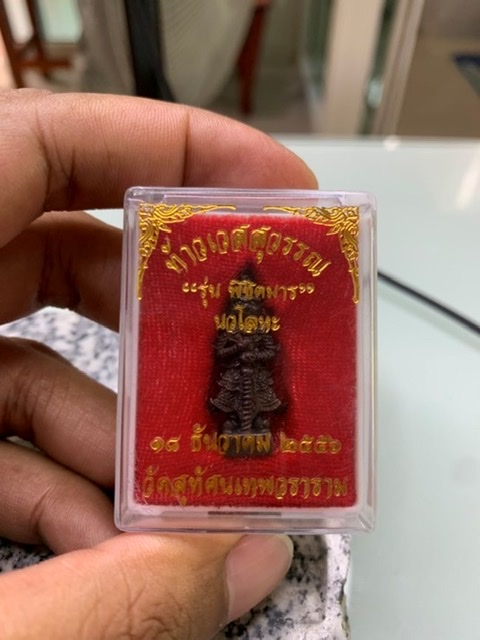 ท้าวเวสสุวรรณ
“รุ่น พิชิตมาร”
นวโลหะ
๑๘ ธันวาคม ๒๕๕๖
วัดสุทัศนเทพวราราม